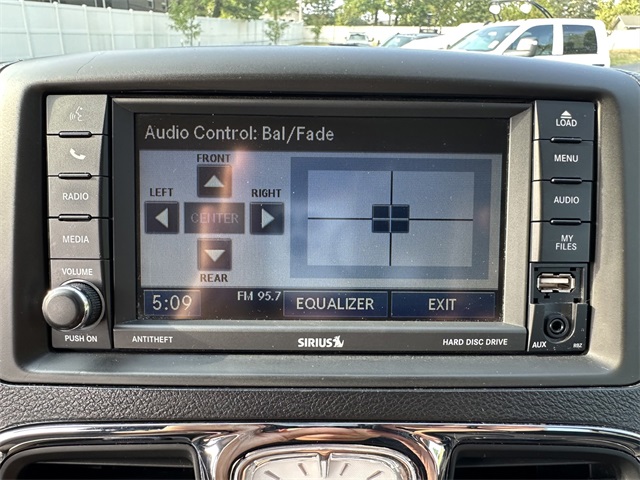 Audio Control: Bal/Fade
FRONT
LEFT
RIGHT
CENTER
REAR
5:09
FM 95.7
EQUALIZER
EXIT
RADIO
MEDIA
VOLUME
PUSH ON
LOAD
MENU
AUDIO
MY
FILES
ANTITHEFT
SIRIUS
HARD DISC DRIVE
AUX
RBZ